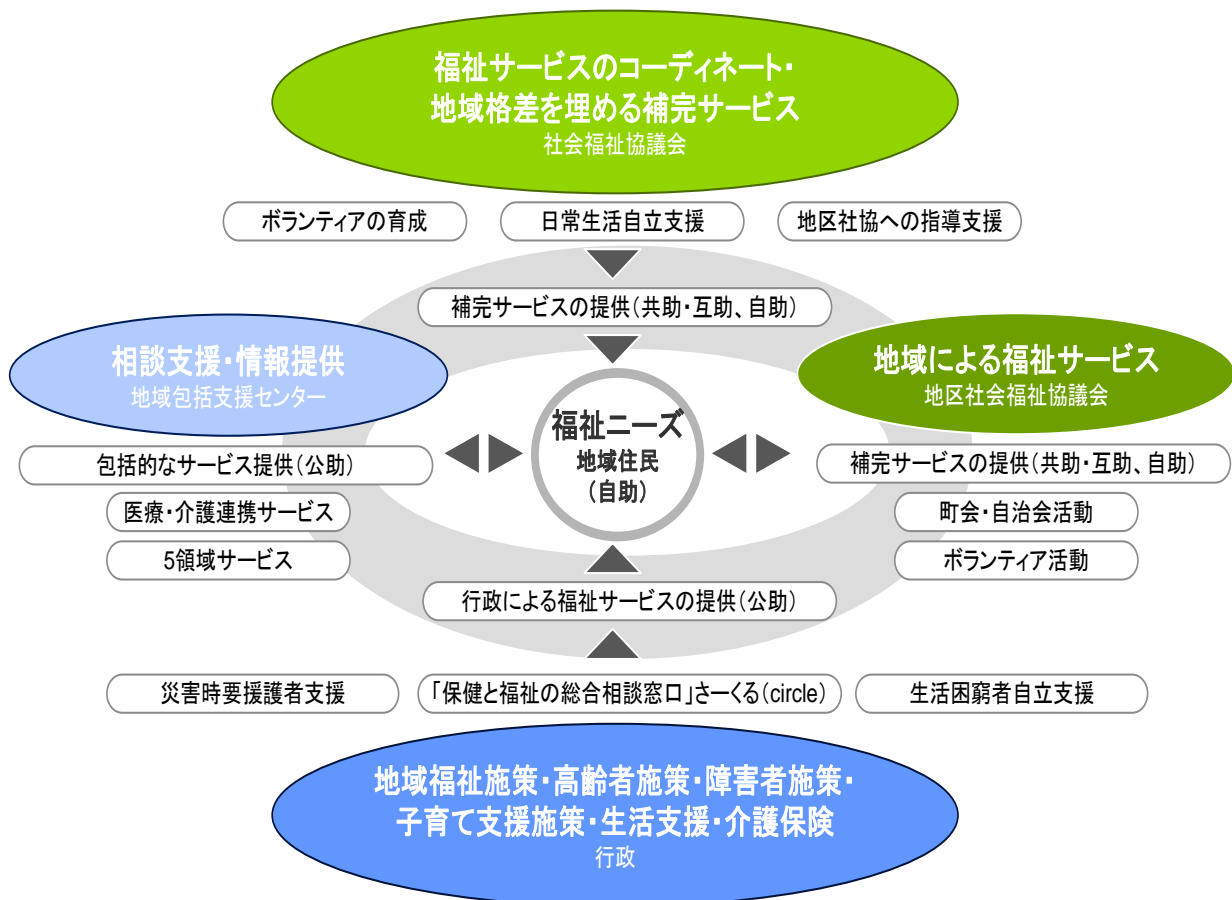 福祉サービスのコーディネート・
地域格差を埋める補完サービス
社会福祉協議会
ボランティアの育成
日常生活自立支援
地区社協への指導支援
補完サービスの提供（共助・互助、自助）
相談支援・情報提供
地域包括支援センター
地域による福祉サービス
地区社会福祉協議会
福祉ニーズ
地域住民
（自助）
包括的なサービス提供（公助）
医療・介護連携サービス
5領域サービス
補完サービスの提供（共助・互助、自助）
町会・自治会活動
ボランティア活動
行政による福祉サービスの提供（公助）
災害時要援護者支援
「保健と福祉の総合相談窓口」さーくる（circle）
生活困窮者自立支援
地域福祉施策・高齢者施策・障害者施策・
子育て支援施策・生活支援・介護保険
行政